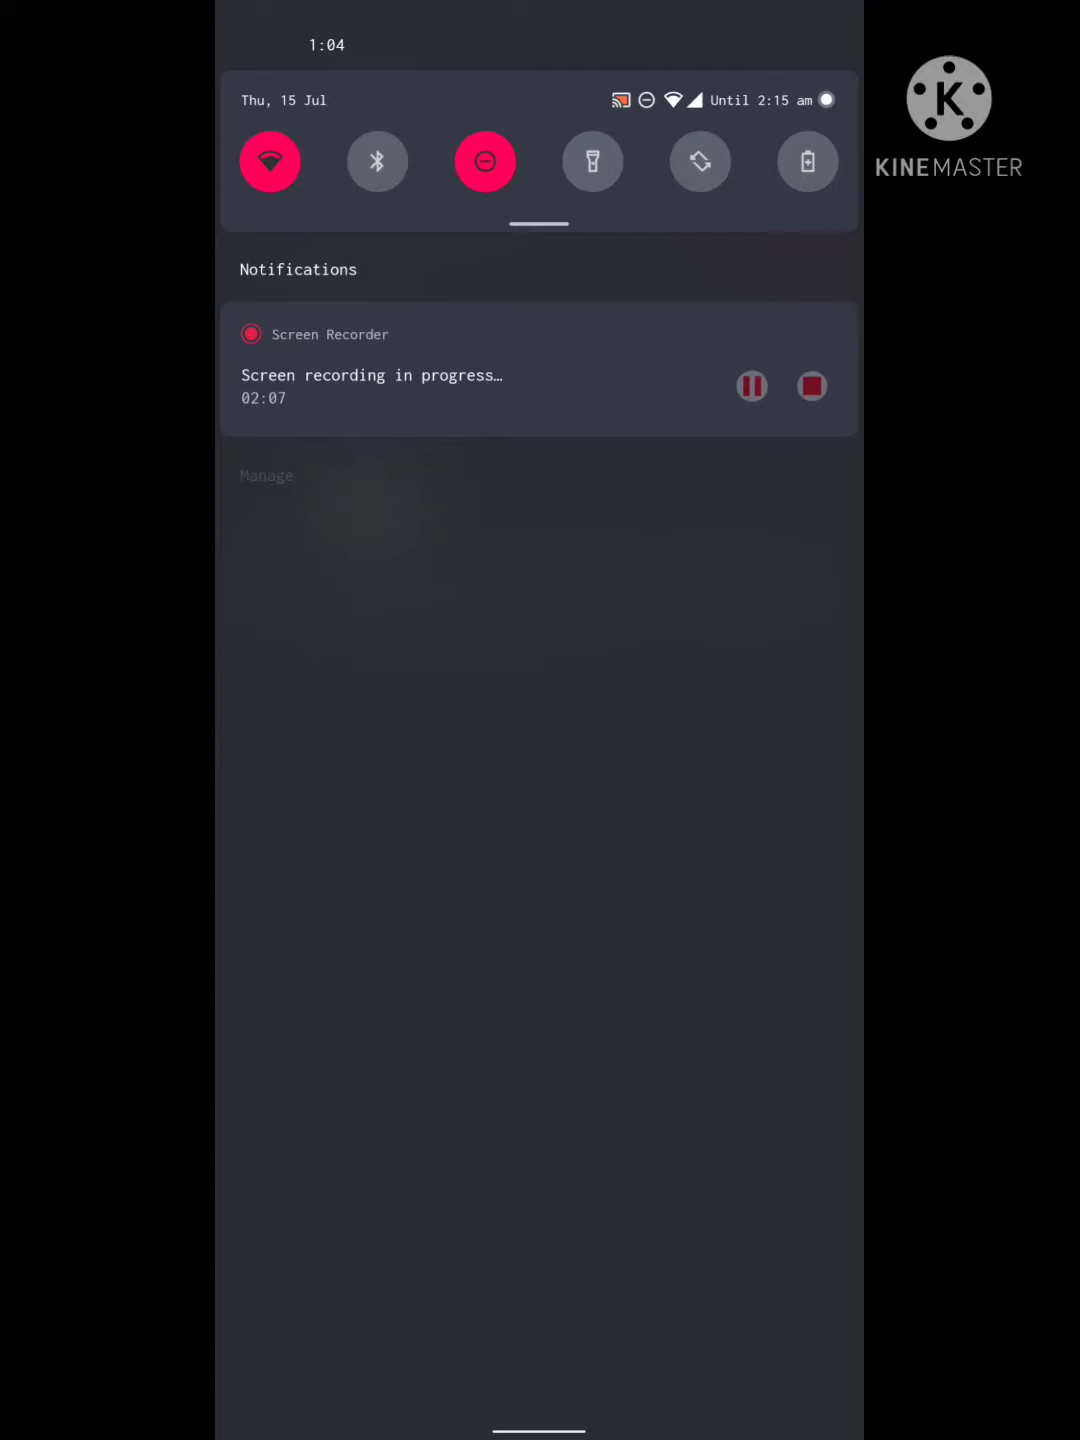 1:04
Thu, 15 Jul
Until 2:15 am
K
KINEMASTER
Notifications
Screen Recorder
Screen recording in progress…
02:07
Manage